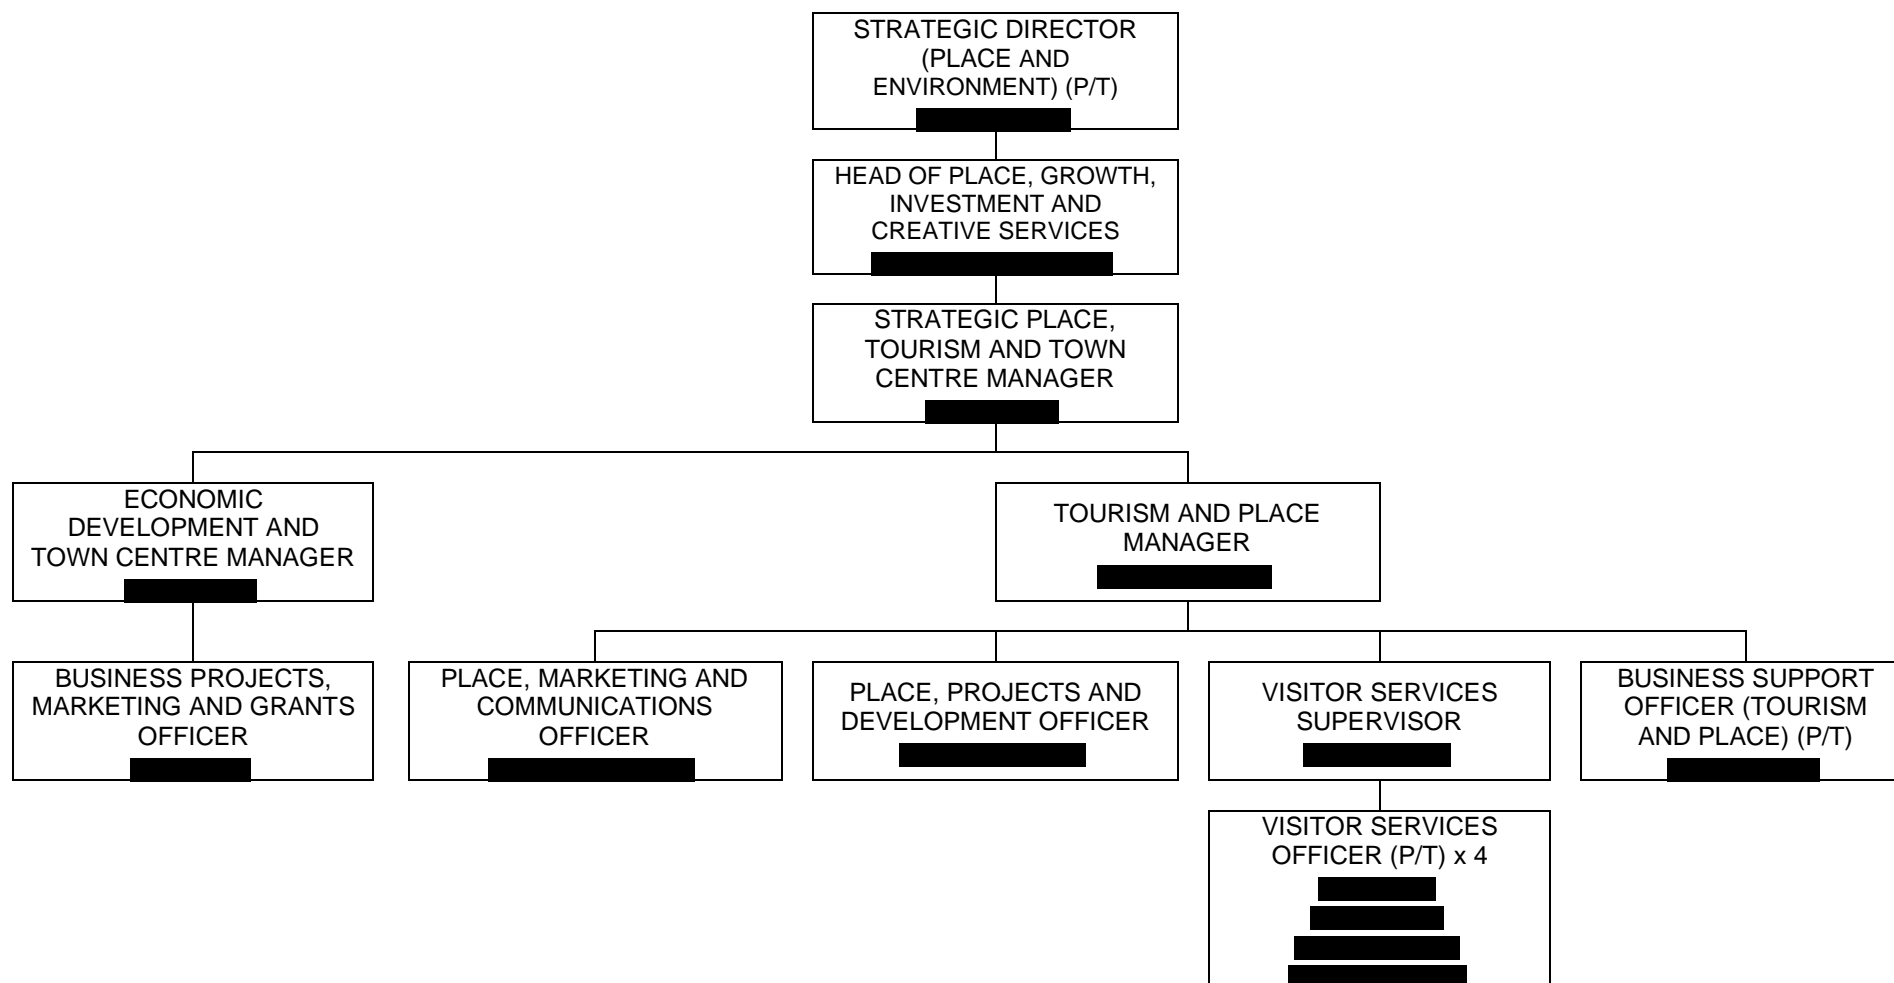 STRATEGIC DIRECTOR
(PLACE AND
ENVIRONMENT) (P/T)
HEAD OF PLACE, GROWTH,
INVESTMENT AND
CREATIVE SERVICES
STRATEGIC PLACE,
TOURISM AND TOWN
CENTRE MANAGER
ECONOMIC
DEVELOPMENT AND
TOWN CENTRE MANAGER
TOURISM AND PLACE
MANAGER
BUSINESS PROJECTS,
MARKETING AND GRANTS
OFFICER
PLACE, MARKETING AND
COMMUNICATIONS
OFFICER
PLACE, PROJECTS AND
DEVELOPMENT OFFICER
VISITOR SERVICES
SUPERVISOR
BUSINESS SUPPORT
OFFICER (TOURISM
AND PLACE) (P/T)
VISITOR SERVICES
OFFICER (P/T) x 4